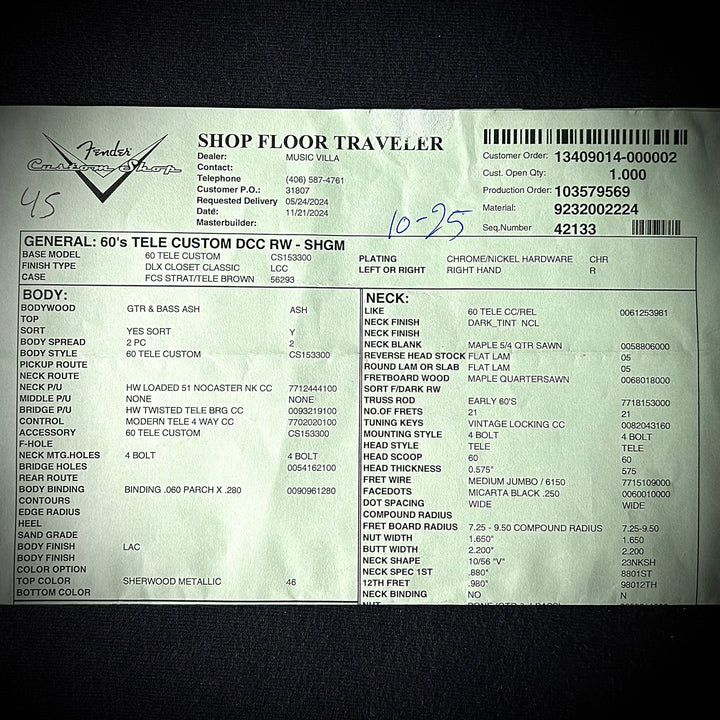 Fender
Custom Shop
45
SHOP FLOOR TRAVELER
Dealer: MUSIC VILLA
Contact:
Telephone (406) 587-4761
Customer P.O.: 31807
Requested Delivery 05/24/2024
Date: 11/21/2024
Masterbuilder:
10-25
Customer Order: 13409014-000002
Cust. Open Qty: 1.000
Production Order: 103579569
Material: 9232002224
Seq.Number 42133
GENERAL: 60's TELE CUSTOM DCC RW - SHGM
BASE MODEL 60 TELE CUSTOM CS153300 PLATING CHROME/NICKEL HARDWARE CHR
FINISH TYPE DLX CLOSET CLASSIC LCC LEFT OR RIGHT RIGHT HAND R
CASE FCS STRAT/TELE BROWN 56293
BODY:
BODYWOOD GTR & BASS ASH ASH
TOP
SORT YES SORT Y
BODY SPREAD 2 PC 2
BODY STYLE 60 TELE CUSTOM CS153300
PICKUP ROUTE
NECK ROUTE
NECK P/U HW LOADED 51 NOCASTER NK CC 7712444100
MIDDLE P/U NONE NONE
BRIDGE P/U HW TWISTED TELE BRG CC 0093219100
CONTROL MODERN TELE 4 WAY CC 7702020100
ACCESSORY 60 TELE CUSTOM CS153300
F-HOLE
NECK MTG.HOLES 4 BOLT 4 BOLT
BRIDGE HOLES 0054162100
REAR ROUTE
BODY BINDING BINDING .060 PARCH X .280 0090961280
CONTOURS
EDGE RADIUS
HEEL
SAND GRADE
BODY FINISH LAC
BODY FINISH
COLOR OPTION
TOP COLOR SHERWOOD METALLIC 46
BOTTOM COLOR
NECK:
LIKE 60 TELE CC/REL 0061253981
NECK FINISH DARK_TINT NCL
NECK FINISH
NECK BLANK MAPLE 5/4 QTR SAWN 0058806000
REVERSE HEAD STOCK FLAT LAM 05
ROUND LAM OR SLAB FLAT LAM 05
FRETBOARD WOOD MAPLE QUARTERSAWN 0068018000
SORT F/DARK RW
TRUSS ROD EARLY 60'S 7718153000
NO.OF FRETS 21 21
TUNING KEYS VINTAGE LOCKING CC 0082043160
MOUNTING STYLE 4 BOLT 4 BOLT
HEAD STYLE TELE TELE
HEAD SCOOP 60 60
HEAD THICKNESS 0.575" 575
FRET WIRE MEDIUM JUMBO / 6150 7715109000
FACEDOTS MICARTA BLACK .250 0060010000
DOT SPACING WIDE WIDE
COMPOUND RADIUS
FRET BOARD RADIUS 7.25 - 9.50 COMPOUND RADIUS 7.25-9.50
NUT WIDTH 1.650" 1.650
BUTT WIDTH 2.200" 2.200
NECK SHAPE 10/56 "V" 23NKSH
NECK SPEC 1ST .880" 8801ST
12TH FRET .980" 98012TH
NECK BINDING NO N